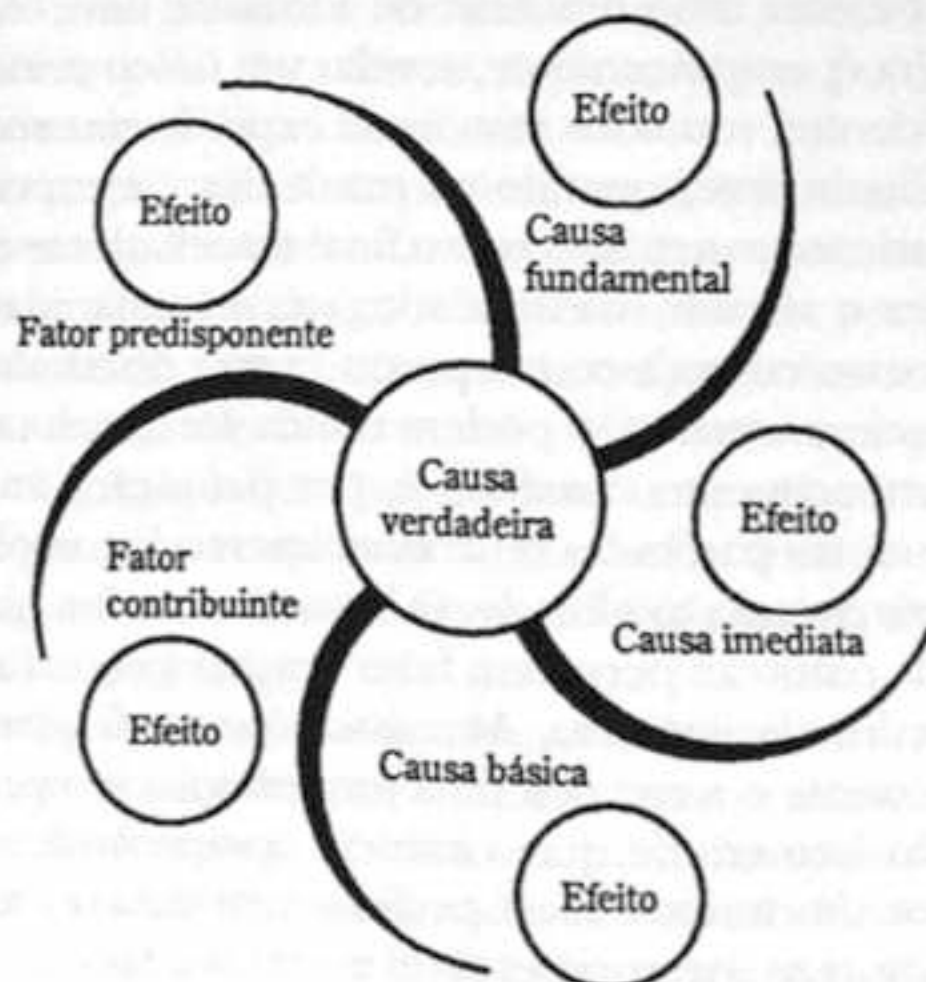 Efeito
Causa
fundamental
Efeito
Fator predisponente
Causa
verdadeira
Efeito
Causa imediata
Fator
contribuinte
Efeito
Causa básica
Efeito